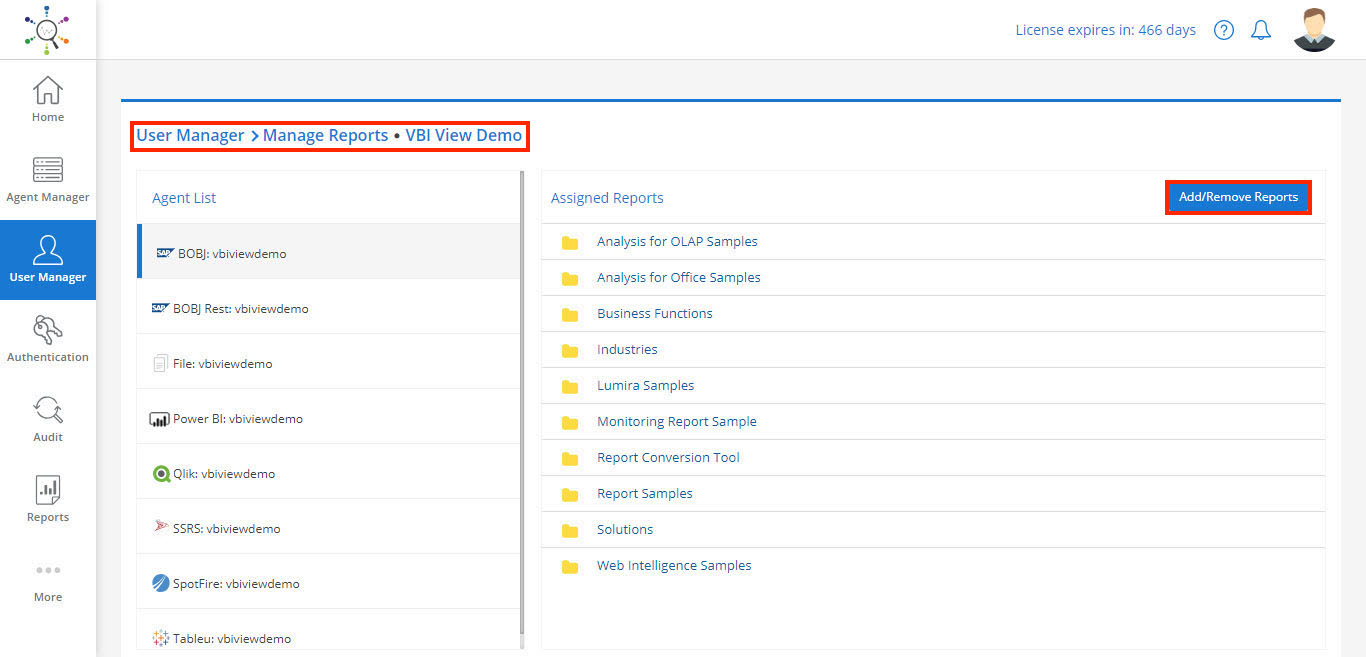 License expires in: 466 days
?
Home
Agent Manager
User Manager
Authentication
Audit
Reports
More
User Manager > Manage Reports • VBI View Demo
Agent List
SAP BOBJ: vbiviewdemo
SAP BOBJ Rest: vbiviewdemo
File: vbiviewdemo
Power BI: vbiviewdemo
Qlik: vbiviewdemo
SSRS: vbiviewdemo
SpotFire: vbiviewdemo
Tableu: vbiviewdemo
Assigned Reports
Add/Remove Reports
Analysis for OLAP Samples
Analysis for Office Samples
Business Functions
Industries
Lumira Samples
Monitoring Report Sample
Report Conversion Tool
Report Samples
Solutions
Web Intelligence Samples